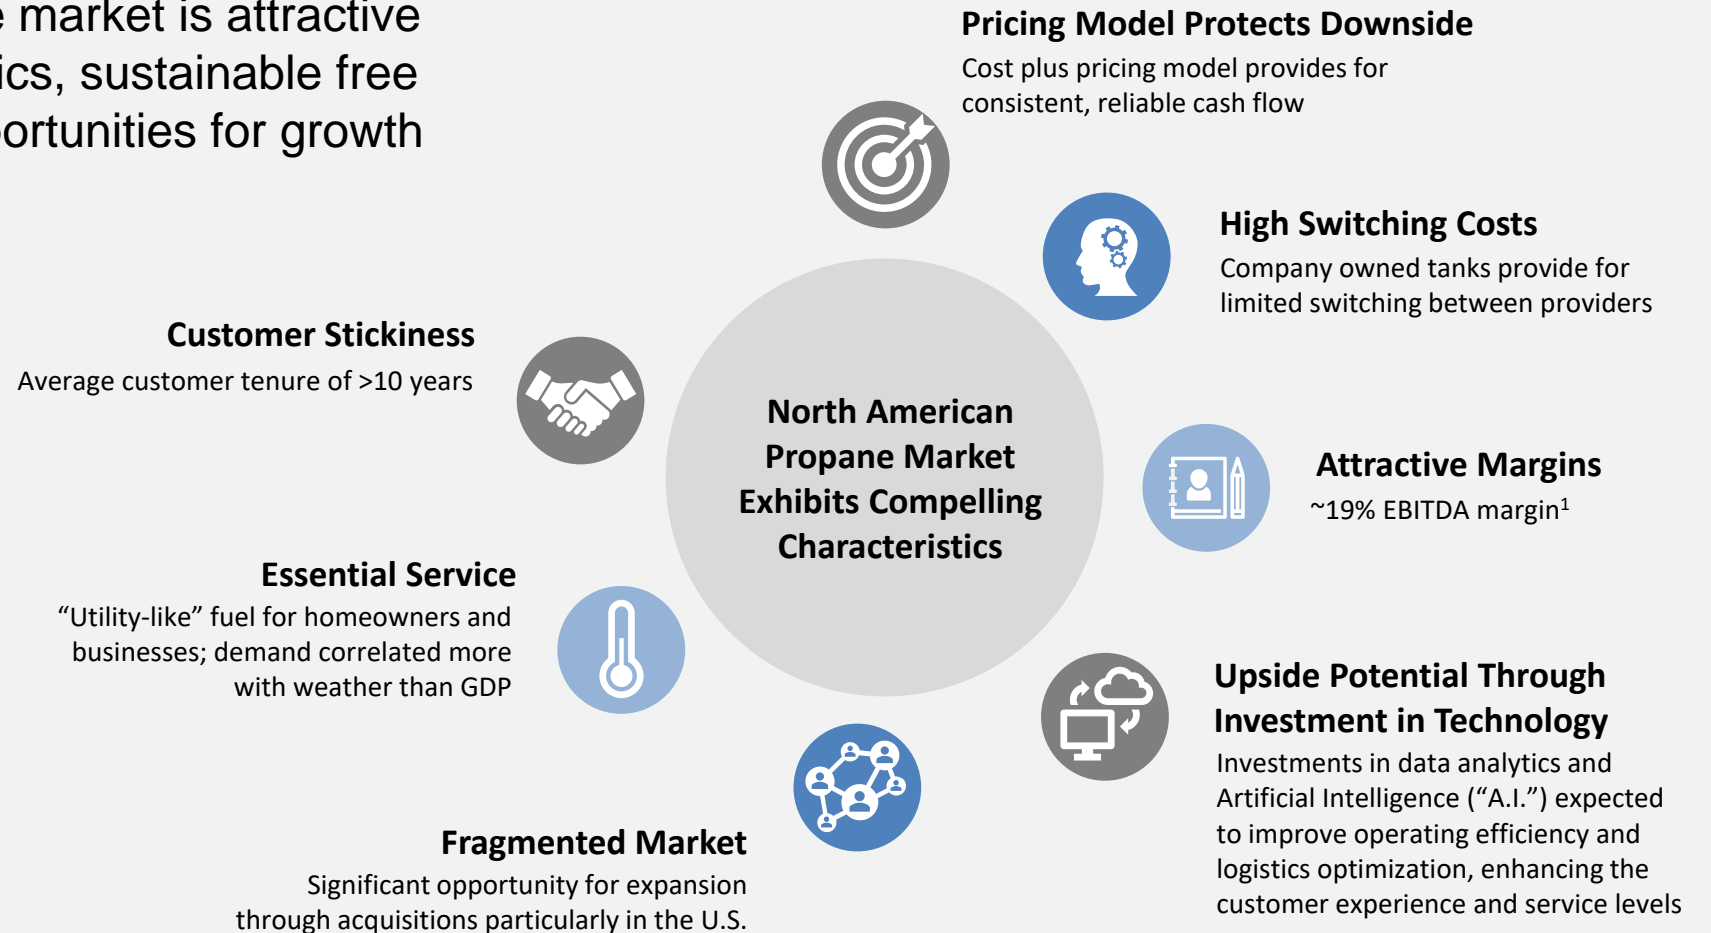 e market is attractive
ics, sustainable free
portunities for growth
Pricing Model Protects Downside
Cost plus pricing model provides for
consistent, reliable cash flow
High Switching Costs
Company owned tanks provide for
limited switching between providers
Customer Stickiness
Average customer tenure of >10 years
North American
Propane Market
Exhibits Compelling
Characteristics
Attractive Margins
~19% EBITDA margin¹
Essential Service
“Utility-like” fuel for homeowners and
businesses; demand correlated more
with weather than GDP
Upside Potential Through
Investment in Technology
Investments in data analytics and
Artificial Intelligence (“A.I.”) expected
to improve operating efficiency and
logistics optimization, enhancing the
customer experience and service levels
Fragmented Market
Significant opportunity for expansion
through acquisitions particularly in the U.S.